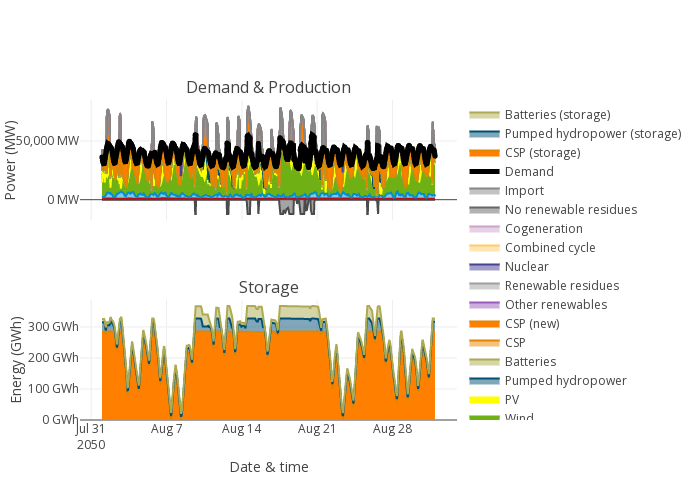 Demand & Production
Power (MW)
50,000 MW
0 MW
Storage
Energy (GWh)
300 GWh
200 GWh
100 GWh
0 GWh
Jul 31
2050
Aug 7
Aug 14
Aug 21
Aug 28
Date & time
Batteries (storage)
Pumped hydropower (storage)
CSP (storage)
Demand
Import
No renewable residues
Cogeneration
Combined cycle
Nuclear
Renewable residues
Other renewables
CSP (new)
CSP
Batteries
Pumped hydropower
PV
Wind